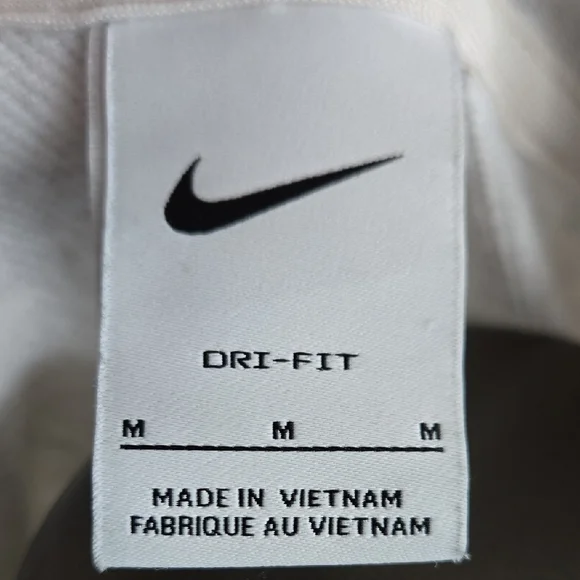 DRI-FIT
M M M
MADE IN VIETNAM
FABRIQUE AU VIETNAM